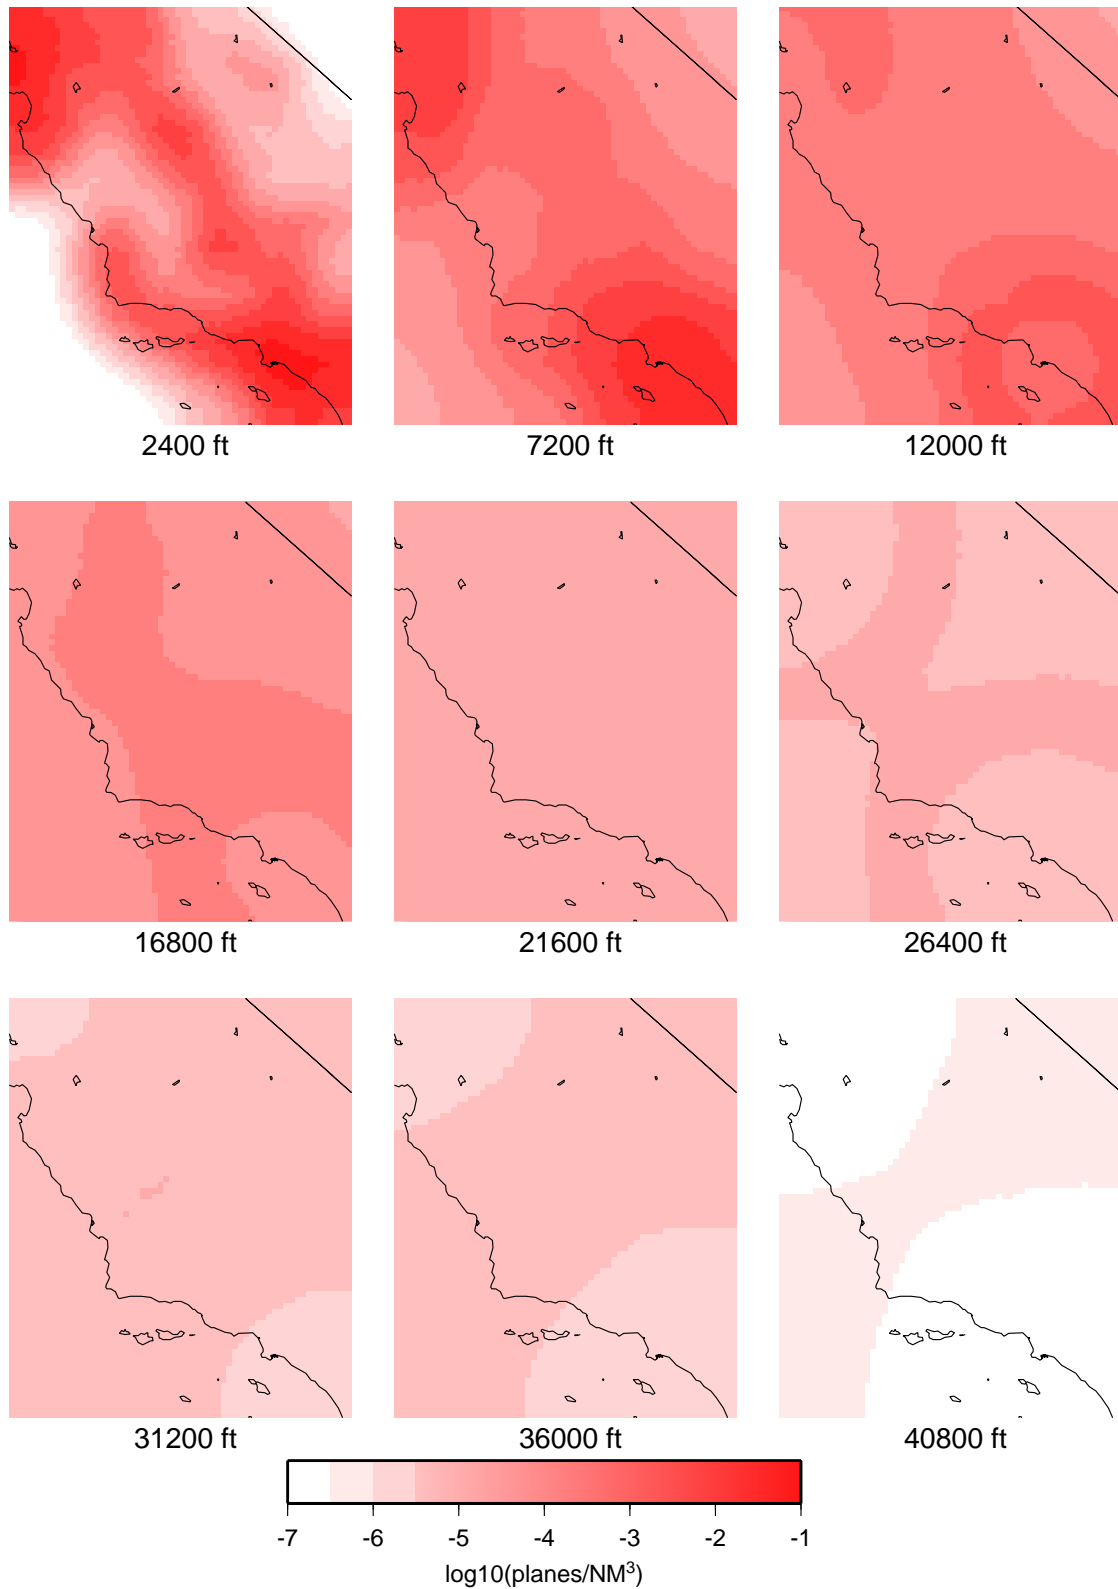 2400 ft 7200 ft 12000 ft
16800 ft 21600 ft 26400 ft
31200 ft 36000 ft 40800 ft
-7 -6 -5 -4 -3 -2 -1
log10(planes/NM³)